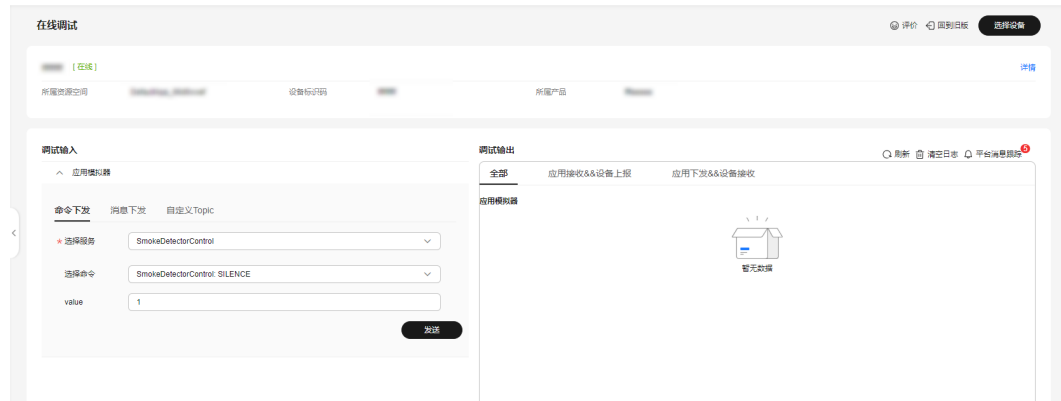 在线调试
评价 回到旧版 选择设备
[ 在线 ]
详情
所属资源空间 设备标识码 所属产品
调试输入
应用模拟器
命令下发 消息下发 自定义Topic
* 选择服务 SmokeDetectorControl
选择命令 SmokeDetectorControl: SILENCE
value 1
发送
调试输出
刷新 清空日志 平台消息跟踪 5
全部 应用接收&&设备上报 应用下发&&设备接收
应用模拟器
暂无数据